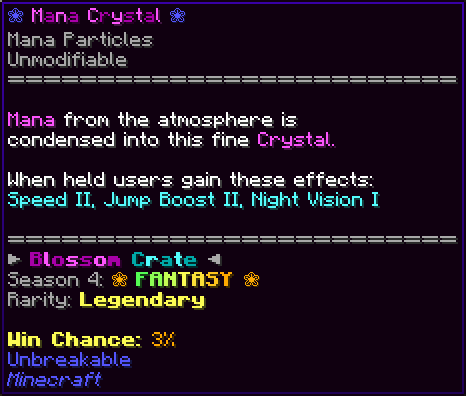 ❀ Mana Crystal ❀
Mana Particles
Unmodifiable
==============================
Mana from the atmosphere is
condensed into this fine Crystal.
When held users gain these effects:
Speed II, Jump Boost II, Night Vision I
==============================
► Blossom Crate ◄
Season 4: ❀ FANTASY ❀
Rarity: Legendary
Win Chance: 3%
Unbreakable
Minecraft